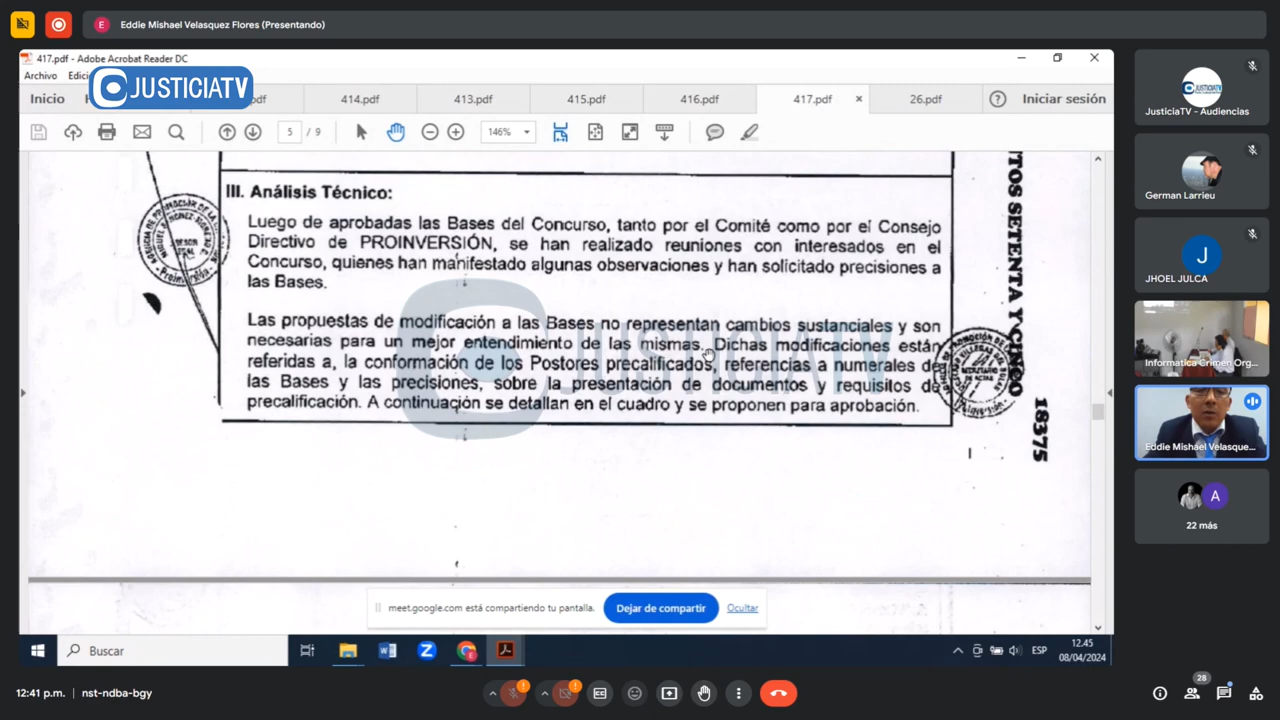 E Eddie Mishael Velasquez Flores (Presentando)
417.pdf - Adobe Acrobat Reader DC
Archivo
JUSTICIATV
Inicio
414.pdf
413.pdf
415.pdf
416.pdf
417.pdf
26.pdf
Iniciar sesión
5 / 9
146%
III. Análisis Técnico:
Luego de aprobadas las Bases del Concurso, tanto por el Comité como por el Consejo
Directivo de PROINVERSIÓN, se han realizado reuniones con interesados en el
Concurso, quienes han manifestado algunas observaciones y han solicitado precisiones a
las Bases.
Las propuestas de modificación a las Bases no representan cambios sustanciales y son
necesarias para un mejor entendimiento de las mismas. Dichas modificaciones están
referidas a, la conformación de los Postores precalificados, referencias a numerales de
las Bases y las precisiones, sobre la presentación de documentos y requisitos de
precalificación. A continuación se detallan en el cuadro y se proponen para aprobación.
JUSTICIATV
TOS SETENTA Y CINCO
18375
meet.google.com está compartiendo tu pantalla.
Dejar de compartir
Ocultar
Buscar
ESP
12.45
08/04/2024
JusticiaTV - Audiencias
German Larrieu
J
JHOEL JULCA
Informatica Crimen Org...
Eddie Mishael Velasque...
A
22 más
12:41 p.m. | nst-ndba-bgy
28